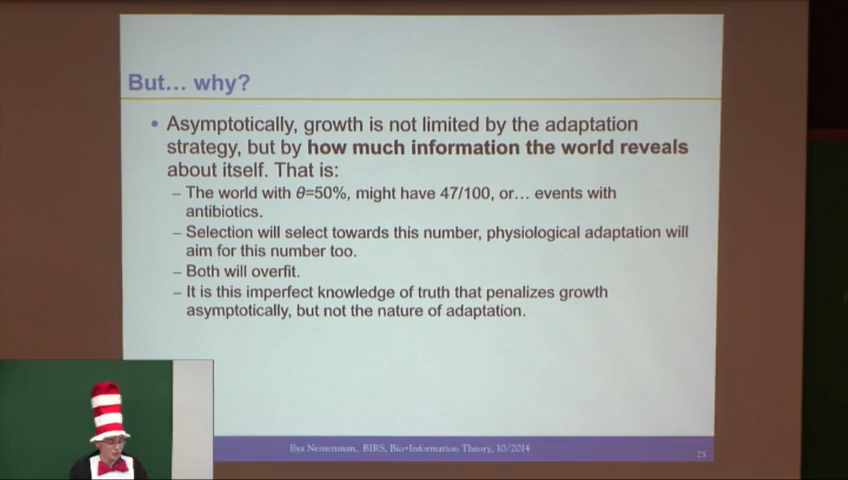 But... why?
• Asymptotically, growth is not limited by the adaptation
strategy, but by how much information the world reveals
about itself. That is:
– The world with θ=50%, might have 47/100, or... events with
antibiotics.
– Selection will select towards this number, physiological adaptation will
aim for this number too.
– Both will overfit.
– It is this imperfect knowledge of truth that penalizes growth
asymptotically, but not the nature of adaptation.
Ilya Nemenman, BIRS, Bio+Information Theory, 10/2014
25